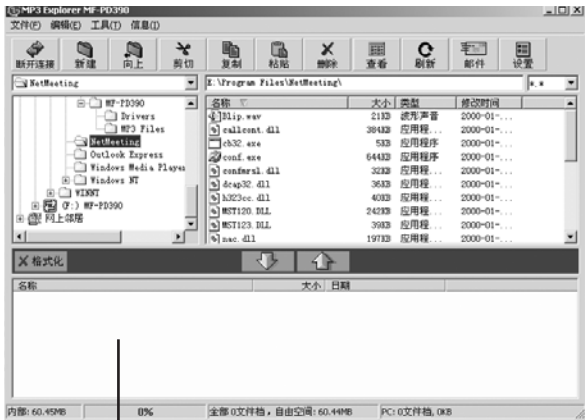 MP3 Explorer MF-PD390
文件(F) 编辑(E) 工具(T) 信息(I)
断开连接 新建 向上 剪切 复制 粘贴 删除 查看 刷新 邮件 设置
NetMeeting E:\Program Files\NetMeeting\ *.*
MF-PD390
Drivers
MP3 Files
NetMeeting
Outlook Express
Windows Media Player
Windows NT
WINNT
(F:) MF-PD390
网上邻居
名称 大小 类型 修改时间
Blip.wav 21KB 波形声音 2000-01-...
callcont.dll 384KB 应用程... 2000-01-...
cb32.exe 5KB 应用程序 2000-01-...
conf.exe 644KB 应用程序 2000-01-...
confmrsl.dll 32KB 应用程... 2000-01-...
dcap32.dll 36KB 应用程... 2000-01-...
h323cc.dll 40KB 应用程... 2000-01-...
MST120.DLL 242KB 应用程... 2000-01-...
MST123.DLL 39KB 应用程... 2000-01-...
nac.dll 197KB 应用程... 2000-01-...
格式化
名称 大小 日期
内部: 60.45MB 0% 全部 0文件档，自由空间: 60.44MB PC: 0文件档, 0KB